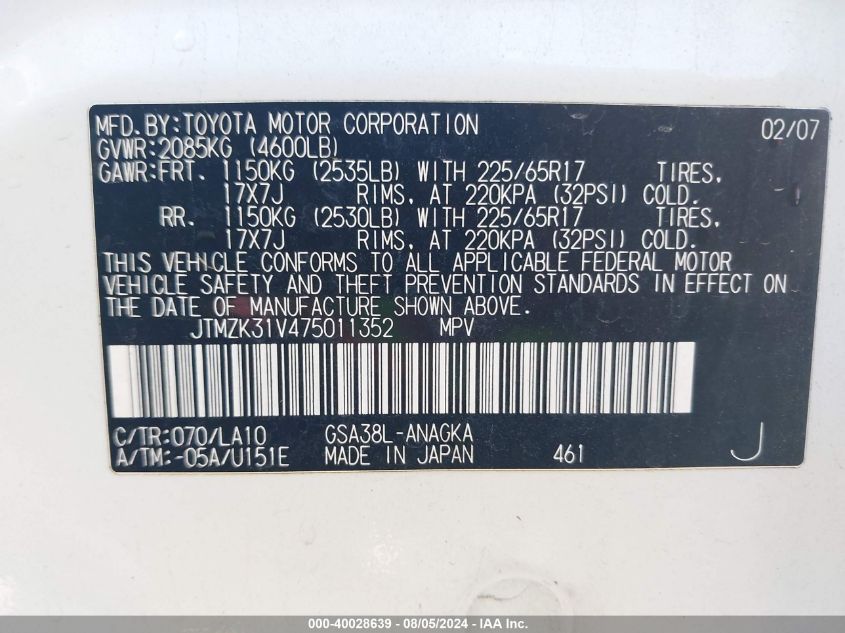 MFD.BY:TOYOTA MOTOR CORPORATION 02/07
GVWR:2085KG (4600LB)
GAWR:FRT. 1150KG (2535LB) WITH 225/65R17 TIRES,
17X7J RIMS, AT 220KPA (32PSI) COLD.
RR. 1150KG (2530LB) WITH 225/65R17 TIRES,
17X7J RIMS, AT 220KPA (32PSI) COLD.
THIS VEHICLE CONFORMS TO ALL APPLICABLE FEDERAL MOTOR
VEHICLE SAFETY AND THEFT PREVENTION STANDARDS IN EFFECT ON
THE DATE OF MANUFACTURE SHOWN ABOVE.
JTMZK31V475011352 MPV
C/TR:070/LA10 GSA38L-ANAGKA
A/TM:-05A/U151E MADE IN JAPAN 461 J
000-40028639 - 08/05/2024 - IAA Inc.